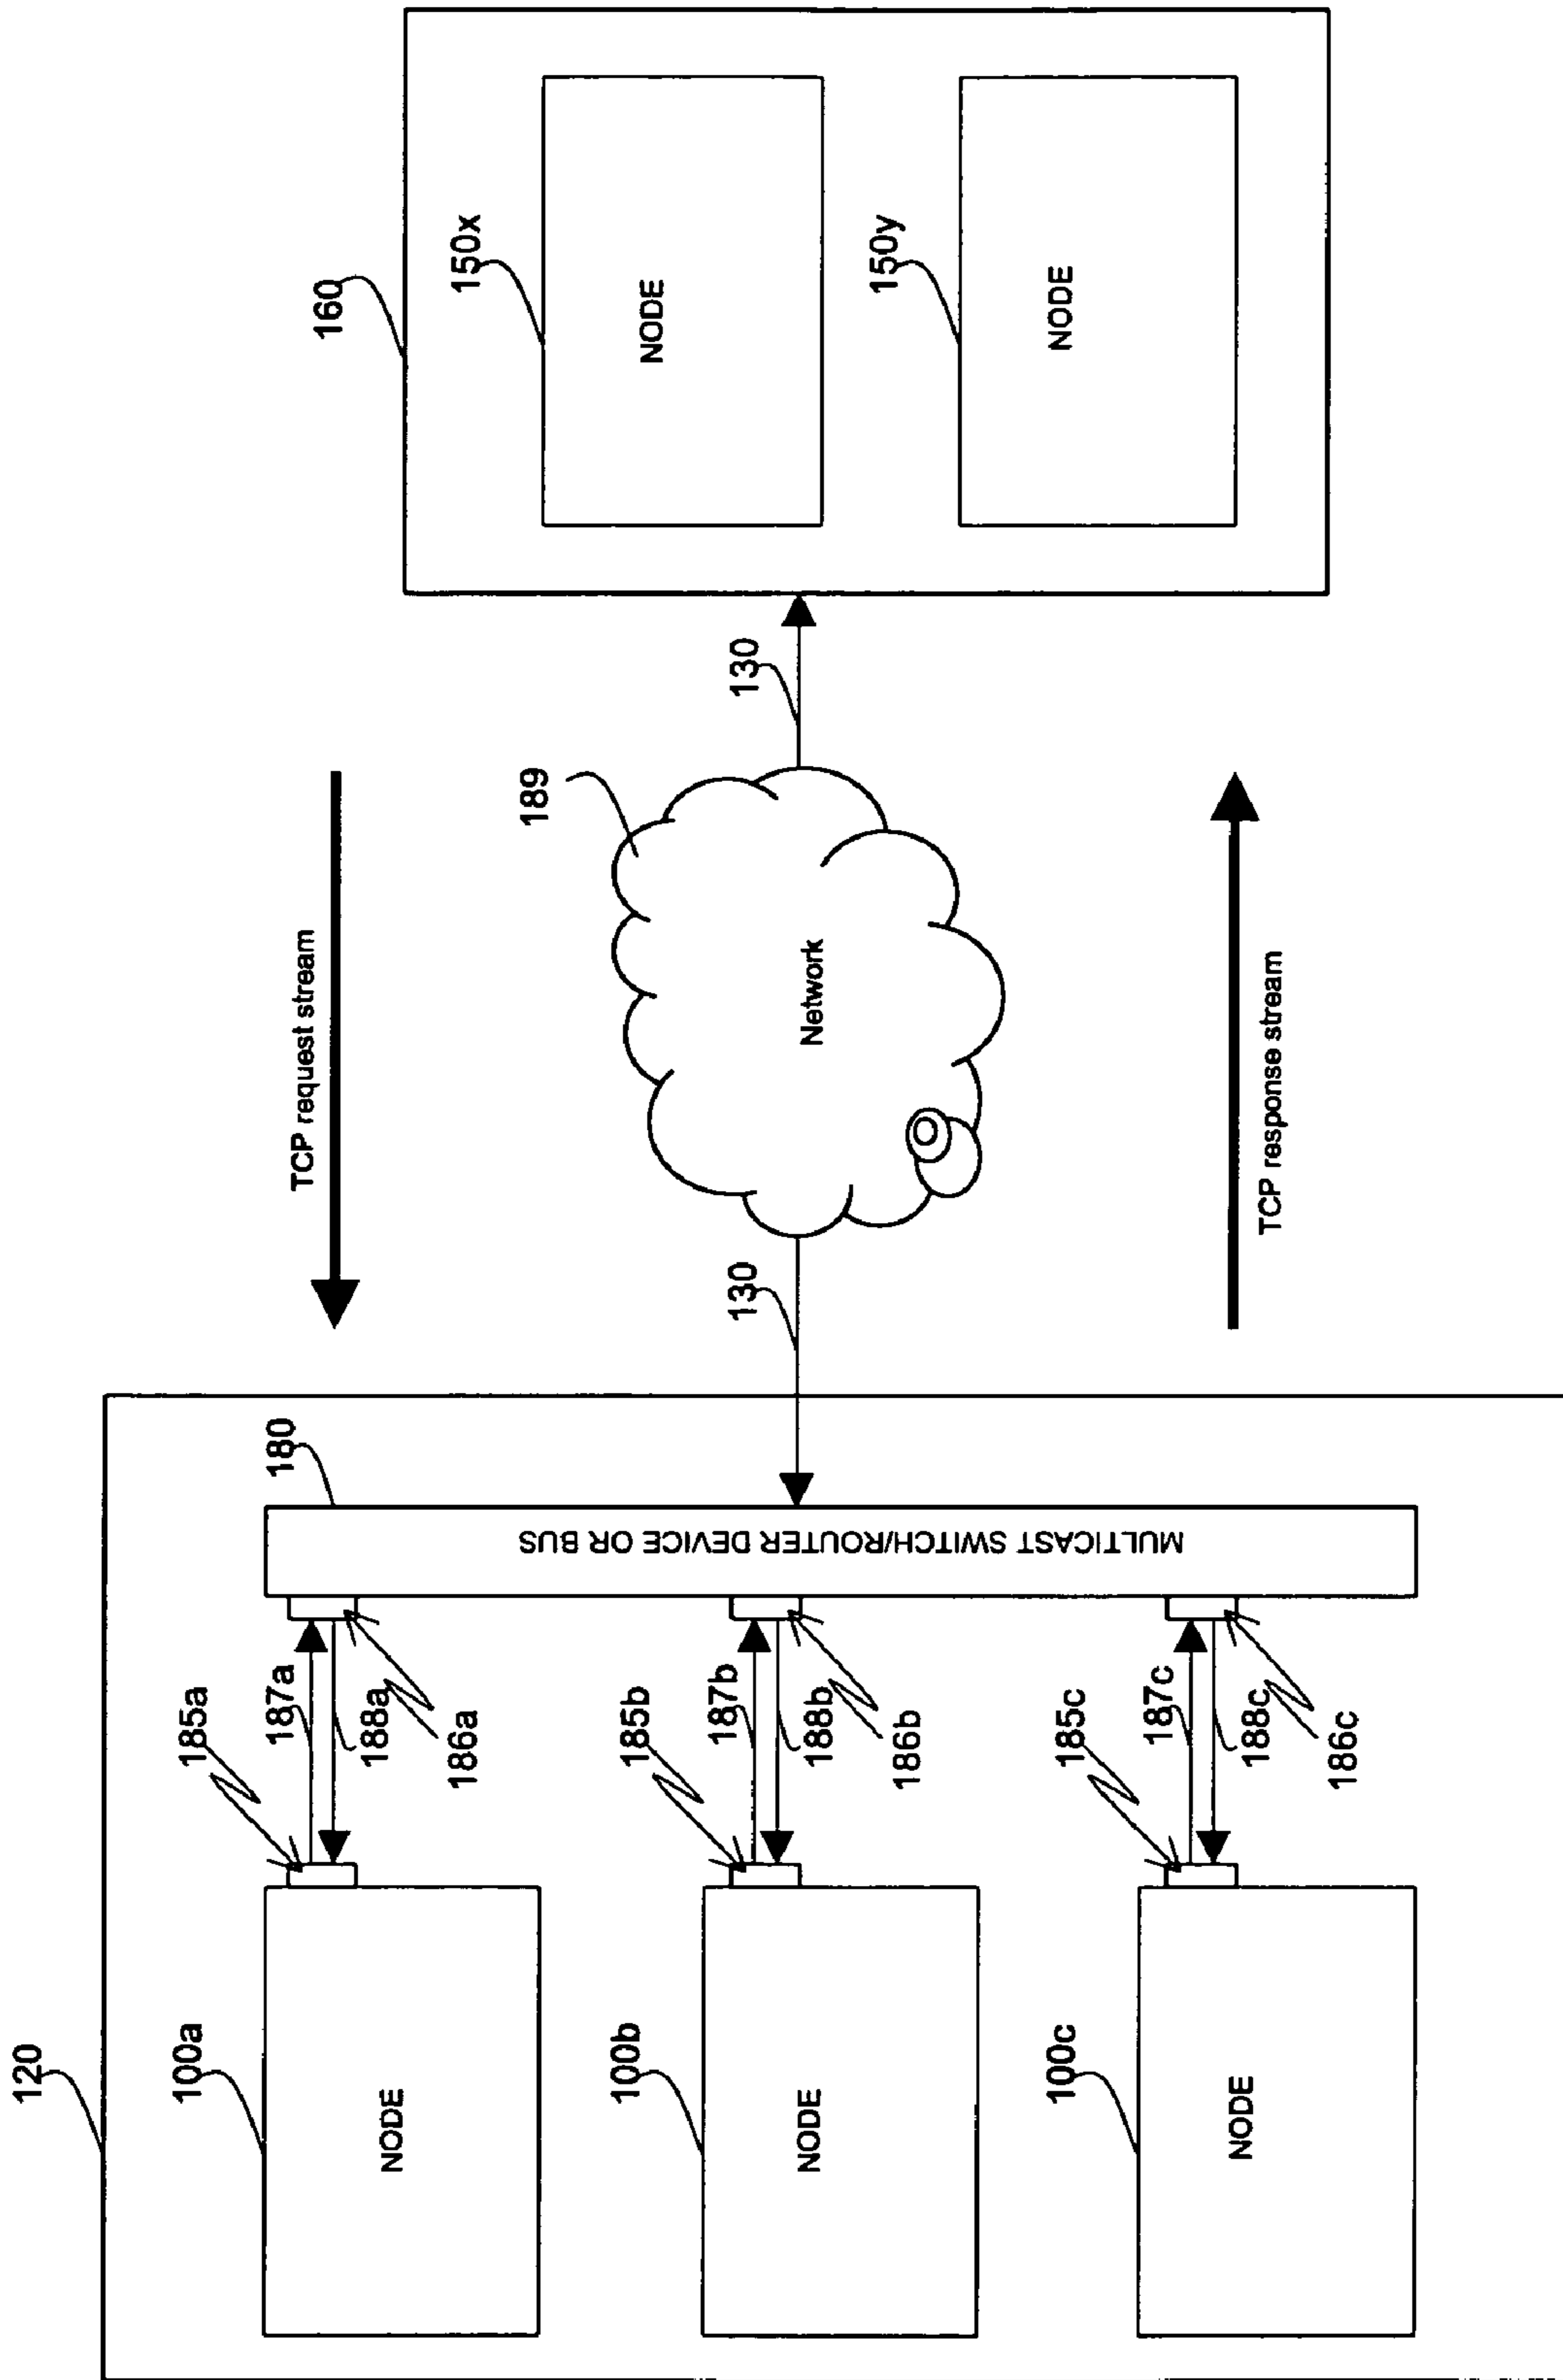 120
100a
NODE
185a
187a
188a
186a
180
100b
NODE
185b
187b
188b
186b
100c
NODE
185c
187c
188c
186c
MULTICAST SWITCH/ROUTER DEVICE OR BUS
130
TCP request stream
189
Network
130
TCP response stream
160
150x
NODE
150y
NODE